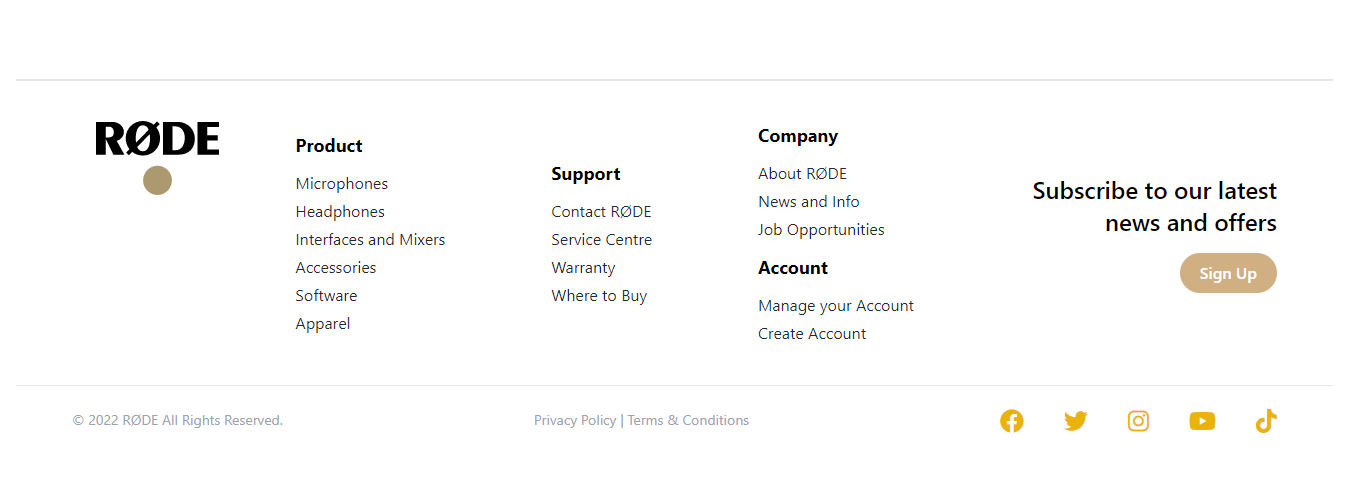 RØDE
Product
Microphones
Headphones
Interfaces and Mixers
Accessories
Software
Apparel
Support
Contact RØDE
Service Centre
Warranty
Where to Buy
Company
About RØDE
News and Info
Job Opportunities
Account
Manage your Account
Create Account
Subscribe to our latest
news and offers
Sign Up
© 2022 RØDE All Rights Reserved.
Privacy Policy | Terms & Conditions